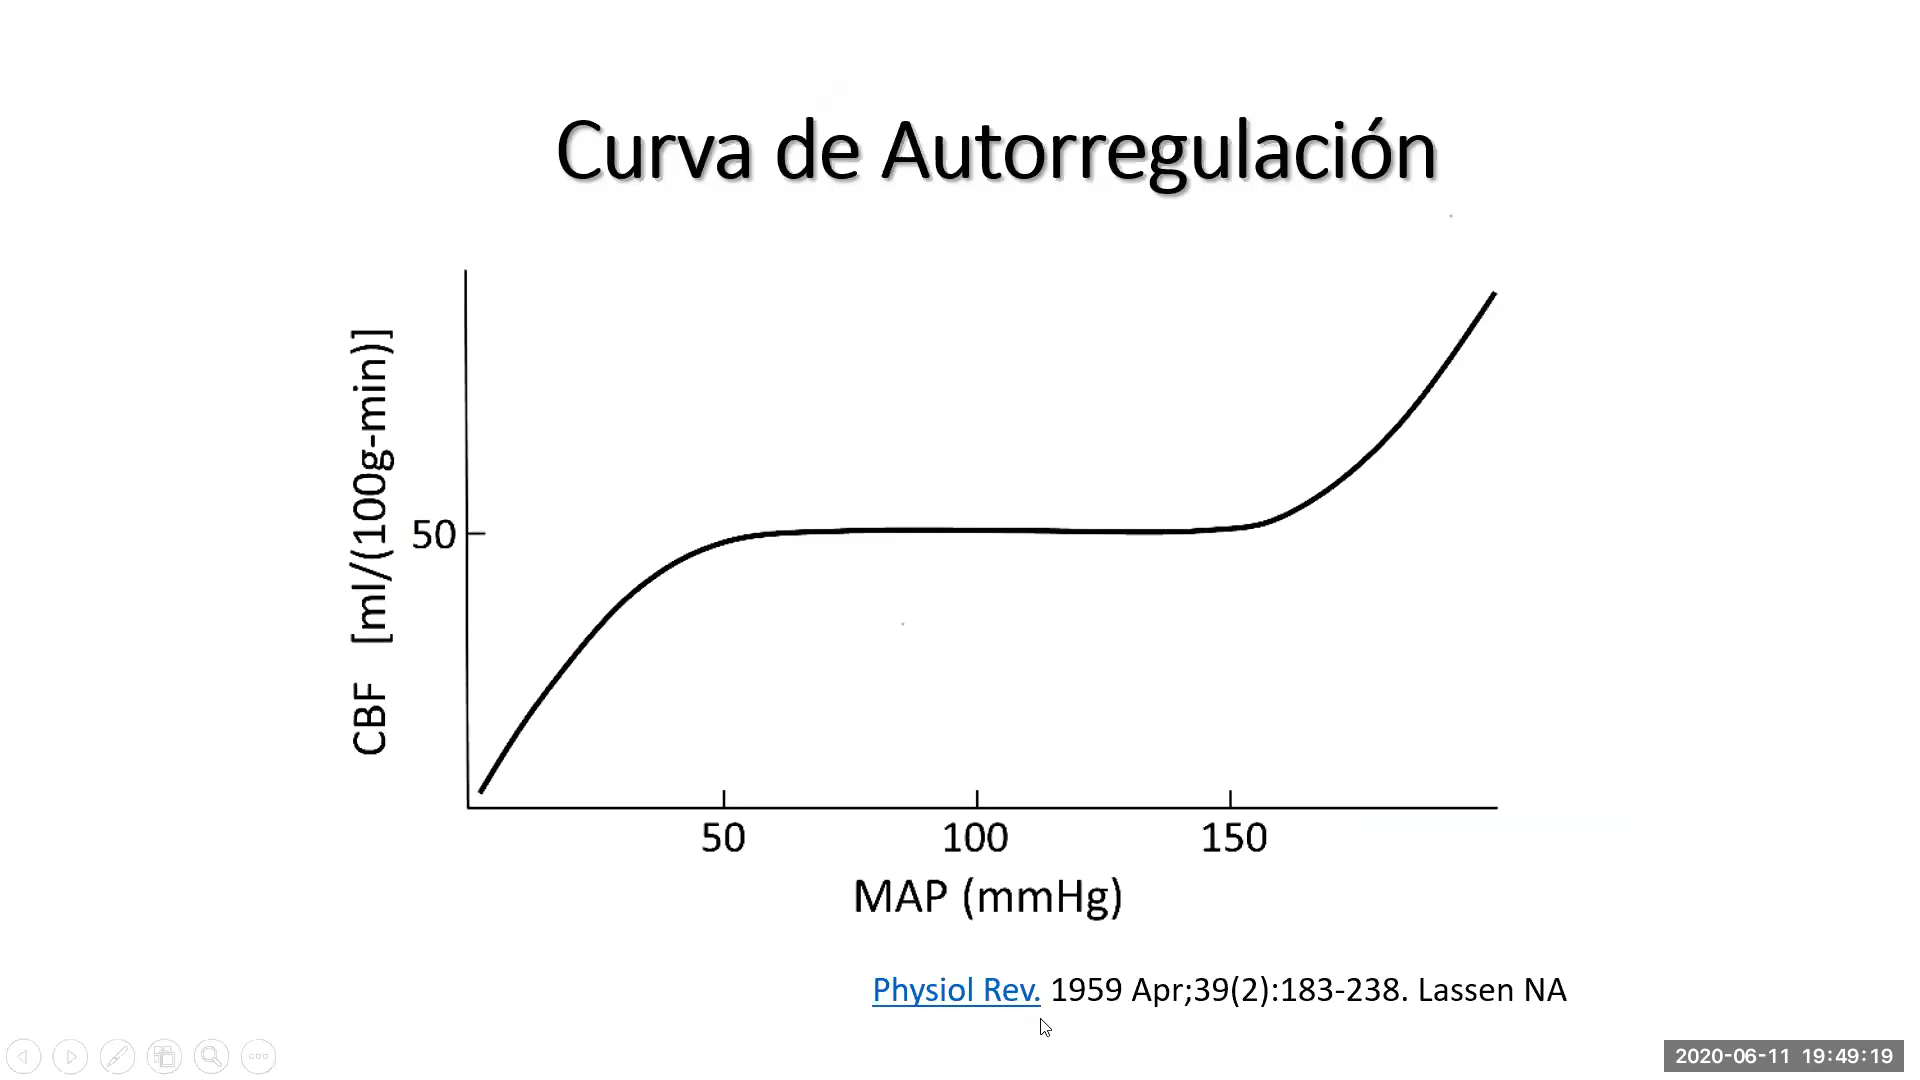 Curva de Autorregulación
CBF [ml/(100g-min)]
50
50 100 150
MAP (mmHg)
Physiol Rev. 1959 Apr;39(2):183-238. Lassen NA
2020-06-11 19:49:19